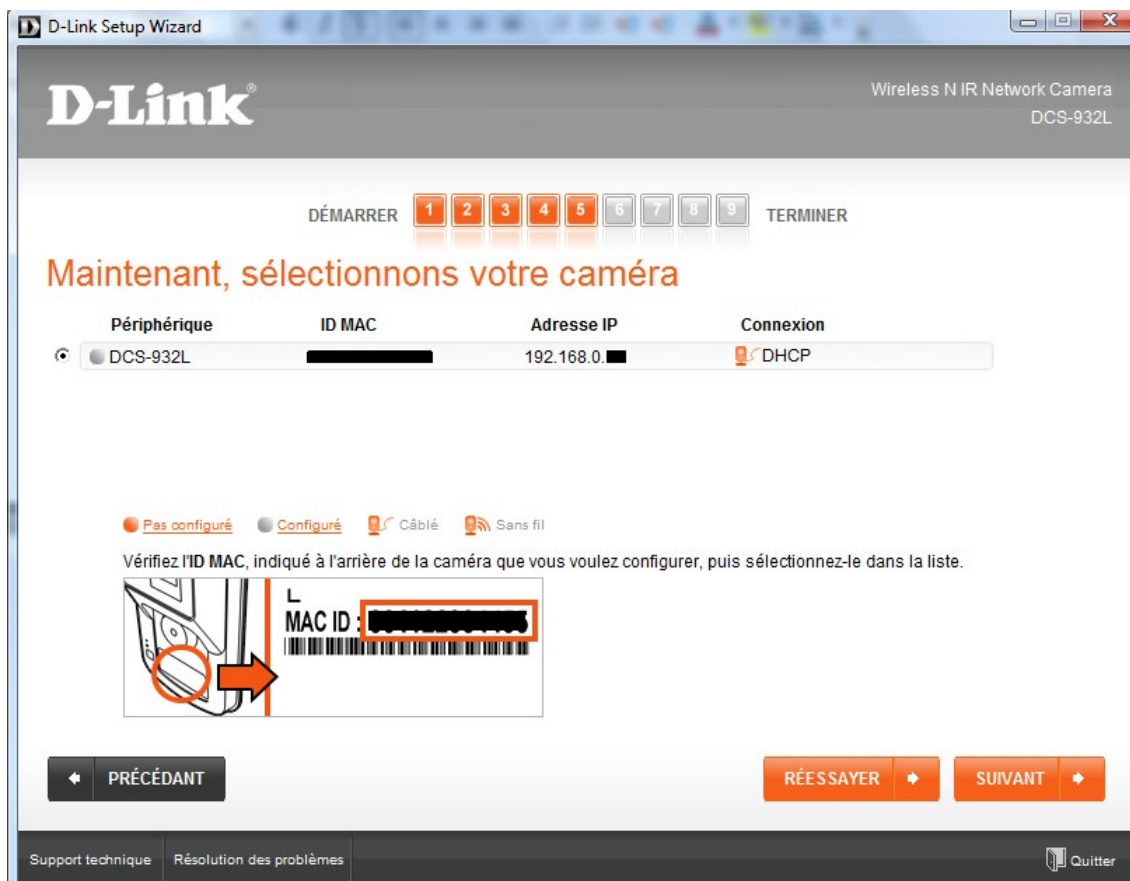 D-Link Setup Wizard
D-Link®
Wireless N IR Network Camera
DCS-932L
DÉMARRER 1 2 3 4 5 6 7 8 9 TERMINER
Maintenant, sélectionnons votre caméra
Périphérique ID MAC Adresse IP Connexion
DCS-932L 192.168.0. DHCP
Pas configuré Configuré Câblé Sans fil
Vérifiez l'ID MAC, indiqué à l'arrière de la caméra que vous voulez configurer, puis sélectionnez-le dans la liste.
MAC ID :
PRÉCÉDANT RÉESSAYER SUIVANT
Support technique Résolution des problèmes Quitter